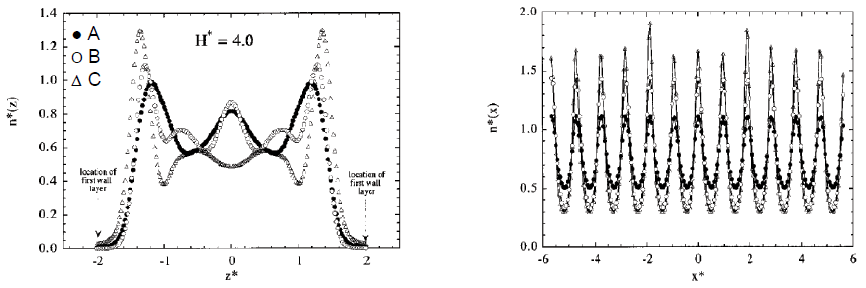 ● A
○ B
△ C
H* = 4.0
n*(z)
1.4
1.2
1.0
0.8
0.6
0.4
0.2
0.0
location of
first wall
layer
location of
first wall
layer
-2
-1
0
1
2
z*
n*(x)
2.0
1.5
1.0
0.5
0.0
-6
-4
-2
0
2
4
6
x*